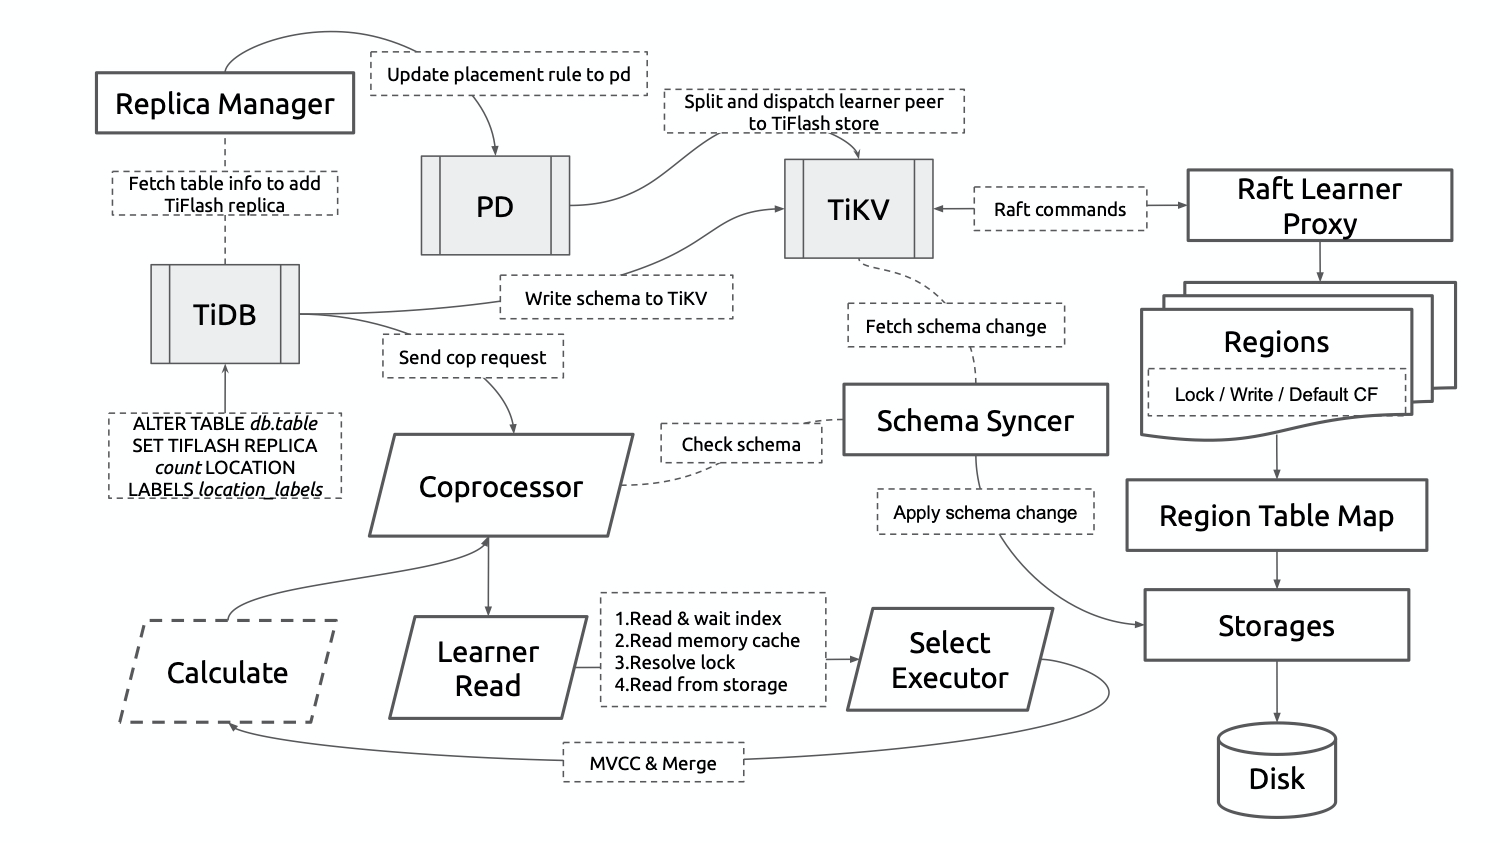 Update placement rule to pd
Replica Manager
Split and dispatch learner peer
to TiFlash store
Fetch table info to add
TiFlash replica
PD
TiKV
Raft commands
Raft Learner
Proxy
TiDB
Write schema to TiKV
Fetch schema change
Regions
Send cop request
Lock / Write / Default CF
ALTER TABLE db.table
SET TIFLASH REPLICA
count LOCATION
LABELS location_labels
Schema Syncer
Check schema
Coprocessor
Apply schema change
Region Table Map
Calculate
Learner
Read
1.Read & wait index
2.Read memory cache
3.Resolve lock
4.Read from storage
Select
Executor
Storages
MVCC & Merge
Disk